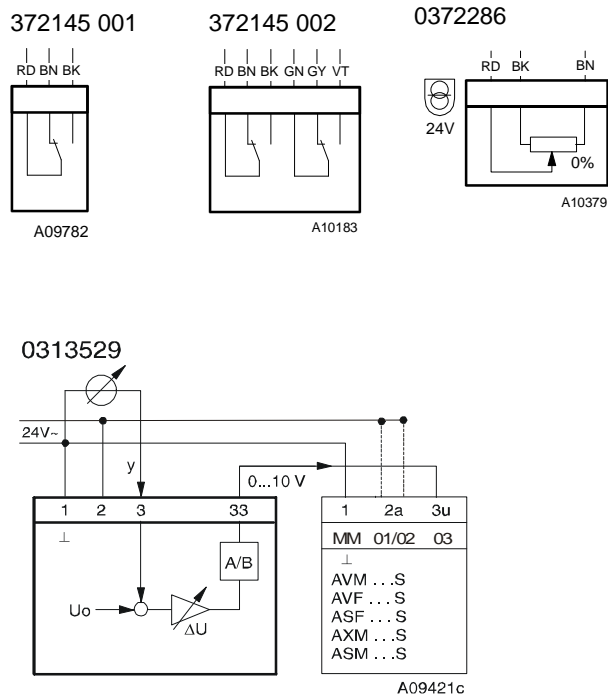 372145 001
372145 002
0372286
RD BN BK
RD BN BK GN GY VT
RD BK BN
24V
0%
A09782
A10183
A10379
0313529
24V~
y
0...10 V
1 2 3 33
1 2a 3u
⊥
MM 01/02 03
A/B
⊥
AVM ...S
AVF ...S
Uo
ASF ...S
ΔU
AXM ...S
ASM ...S
A09421c